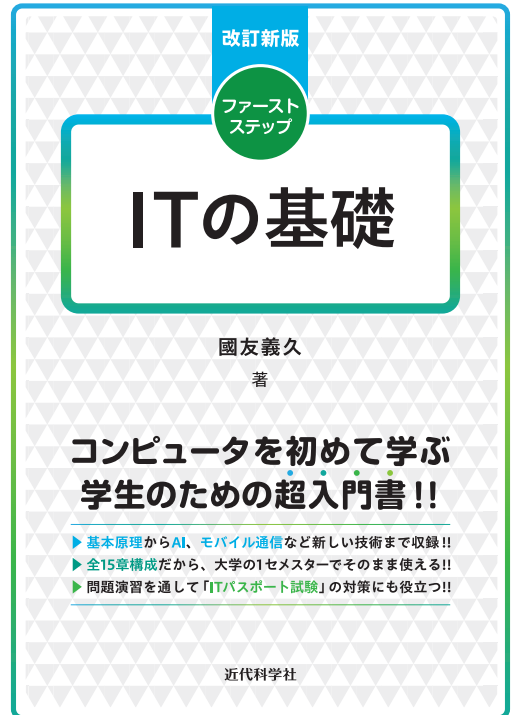 改訂新版
ファースト
ステップ
ITの基礎
國友義久
著
コンピュータを初めて学ぶ
学生のための超入門書!!
▶ 基本原理からAI、モバイル通信など新しい技術まで収録!!
▶ 全15章構成だから、大学の1セメスターでそのまま使える!!
▶ 問題演習を通して「ITパスポート試験」の対策にも役立つ!!
近代科学社